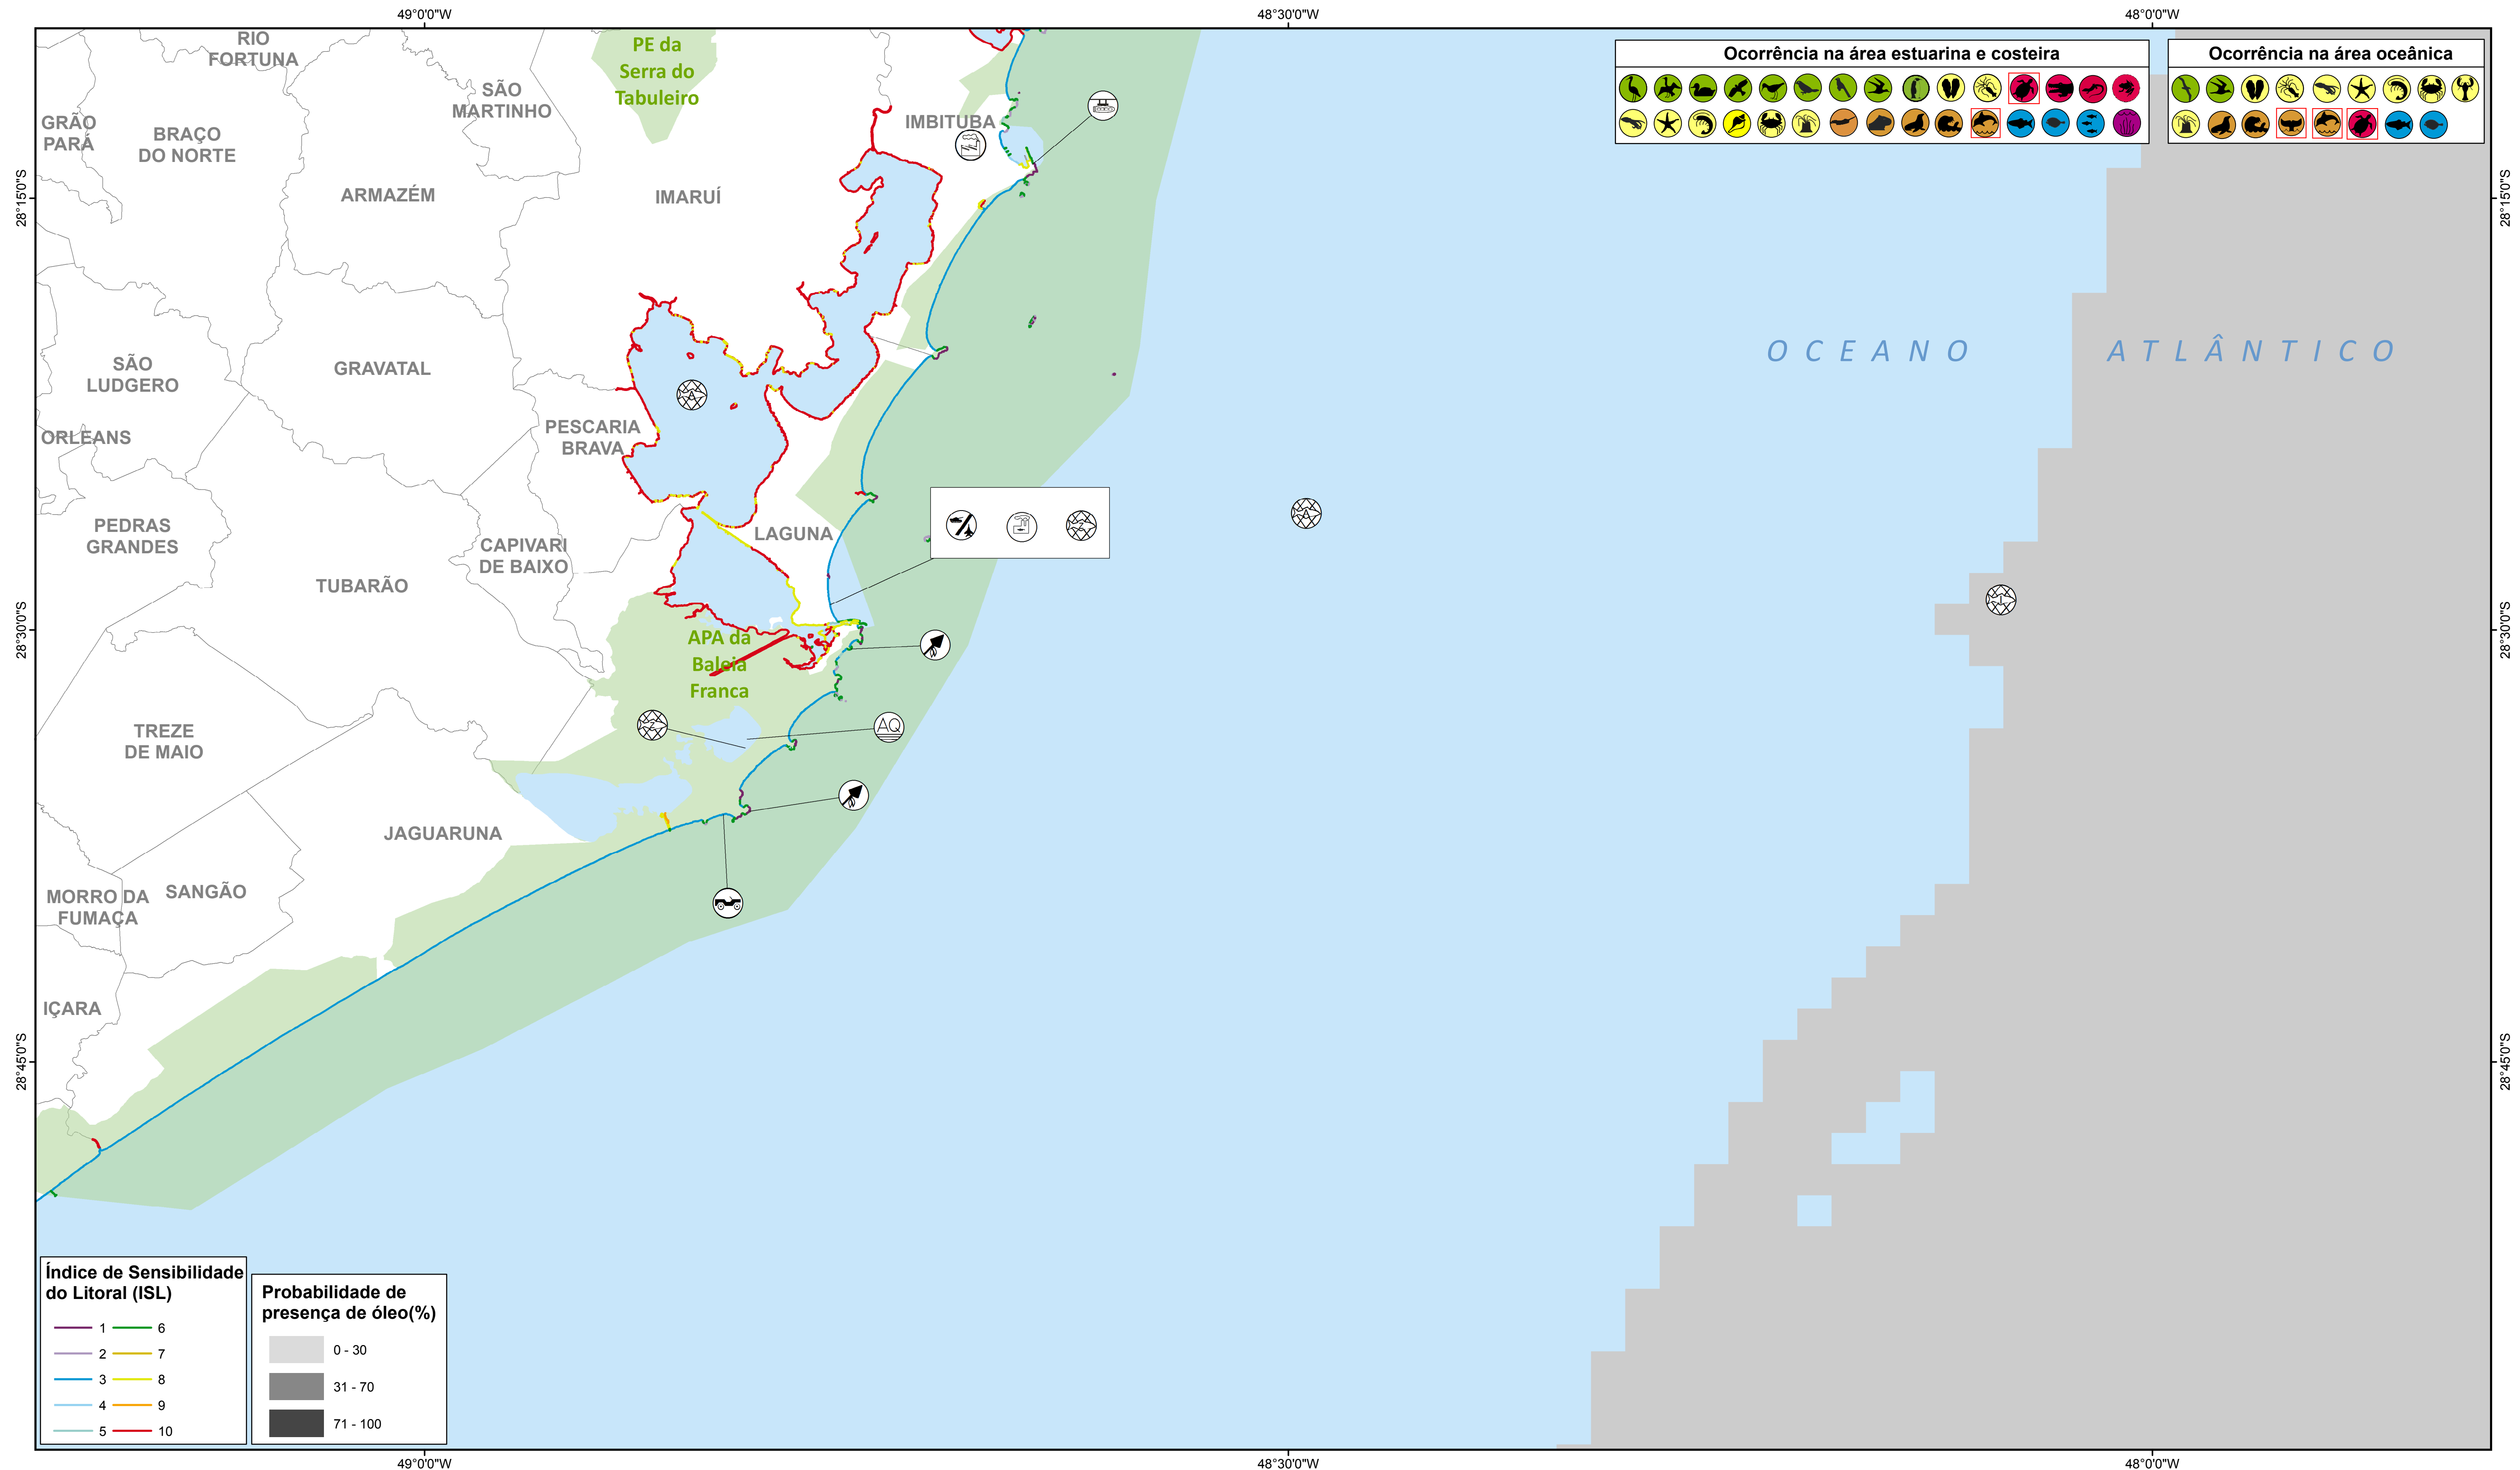 49°0'0"W
48°30'0"W
48°0'0"W
RIO
FORTUNA
PE da
Serra do
Tabuleiro
Ocorrência na área estuarina e costeira
Ocorrência na área oceânica
SÃO
MARTINHO
GRÃO
PARÁ
BRAÇO
DO NORTE
IMBITUBA
ARMAZÉM
IMARUÍ
28°15'0"S
28°15'0"S
OCEANO ATLÂNTICO
SÃO
LUDGERO
GRAVATAL
A
ORLEANS
PESCARIA
BRAVA
PEDRAS
GRANDES
CAPIVARI
DE BAIXO
LAGUNA
A
TUBARÃO
28°30'0"S
28°30'0"S
APA da
Baleia
Franca
AQ
TREZE
DE MAIO
JAGUARUNA
MORRO DA
FUMAÇA
SANGÃO
IÇARA
28°45'0"S
28°45'0"S
Índice de Sensibilidade
do Litoral (ISL)
1 6
2 7
3 8
4 9
5 10
Probabilidade de
presença de óleo(%)
0 - 30
31 - 70
71 - 100
49°0'0"W
48°30'0"W
48°0'0"W